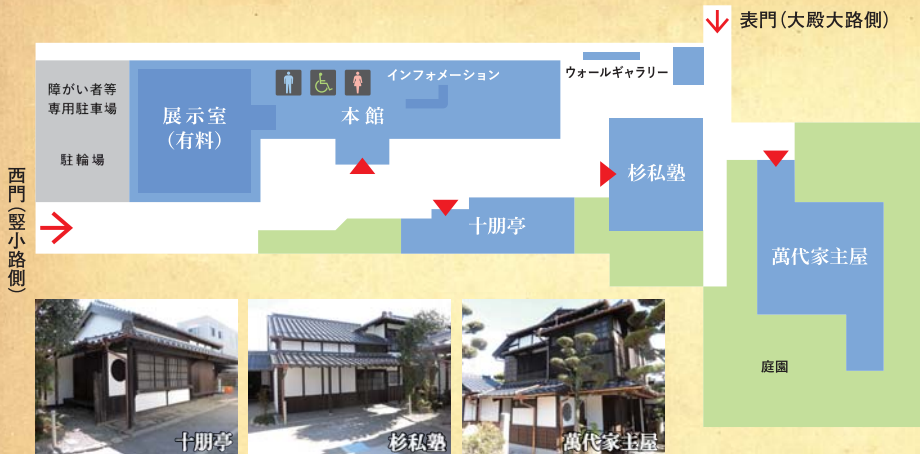 表門(大殿大路側)
障がい者等
専用駐車場
駐輪場
展示室
(有料)
インフォメーション
本館
ウォールギャラリー
杉私塾
西門(竪小路側)
十朋亭
萬代家主屋
庭園
十朋亭
杉私塾
萬代家主屋